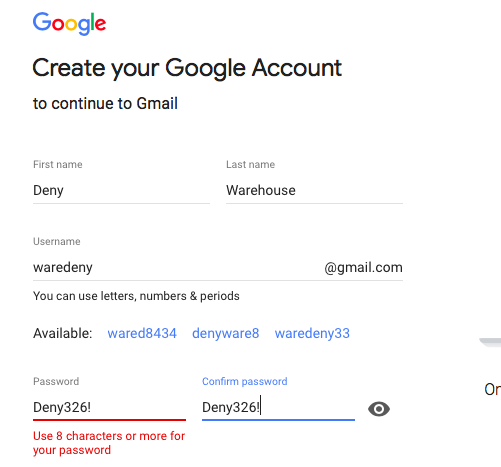 Google
Create your Google Account
to continue to Gmail
First name
Last name
Deny
Warehouse
Username
waredeny
@gmail.com
You can use letters, numbers & periods
Available: wared8434 denyware8 waredeny33
Password
Confirm password
Deny326!
Deny326!
Use 8 characters or more for
your password